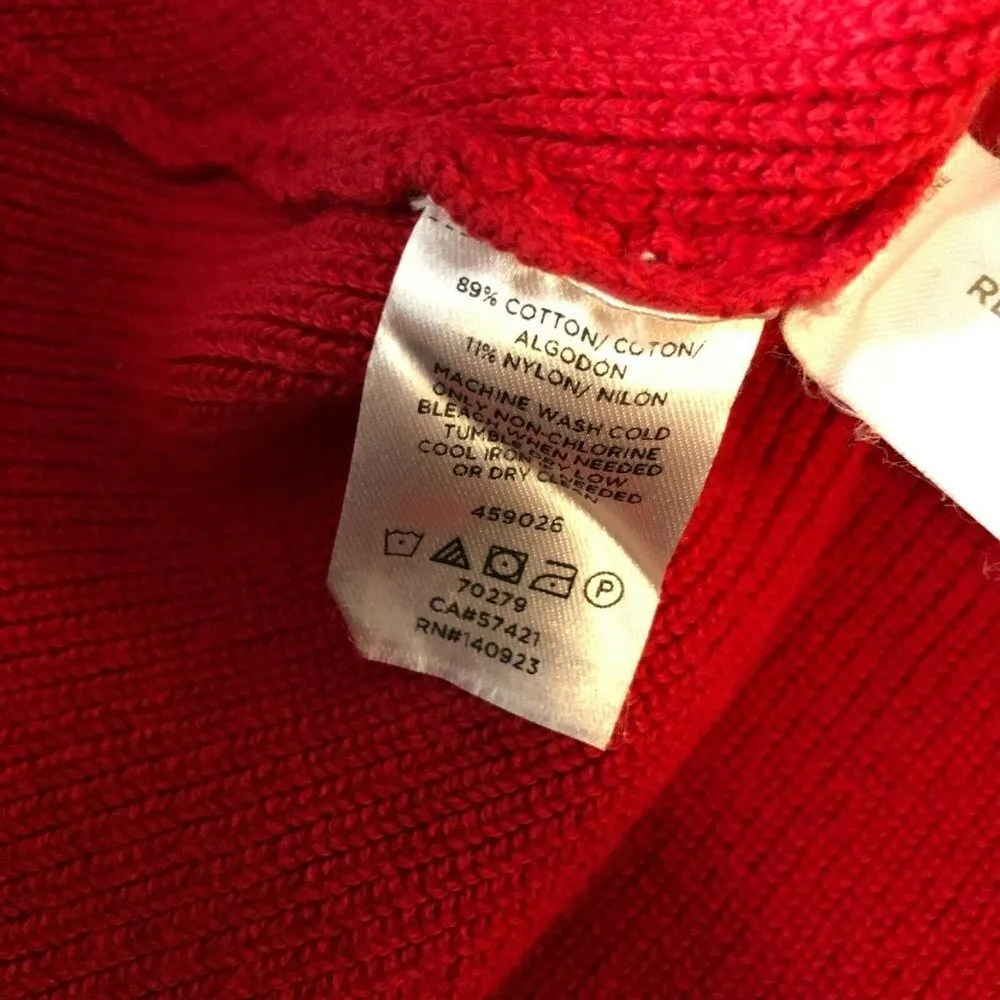 89% COTTON/ COTON/
ALGODÓN
11% NYLON/ NILÓN
MACHINE WASH COLD
ONLY NON-CHLORINE
BLEACH WHEN NEEDED
TUMBLE DRY LOW
COOL IRON IF NEEDED
OR DRY CLEAN
459026
P
70279
CA#57421
RN#140923